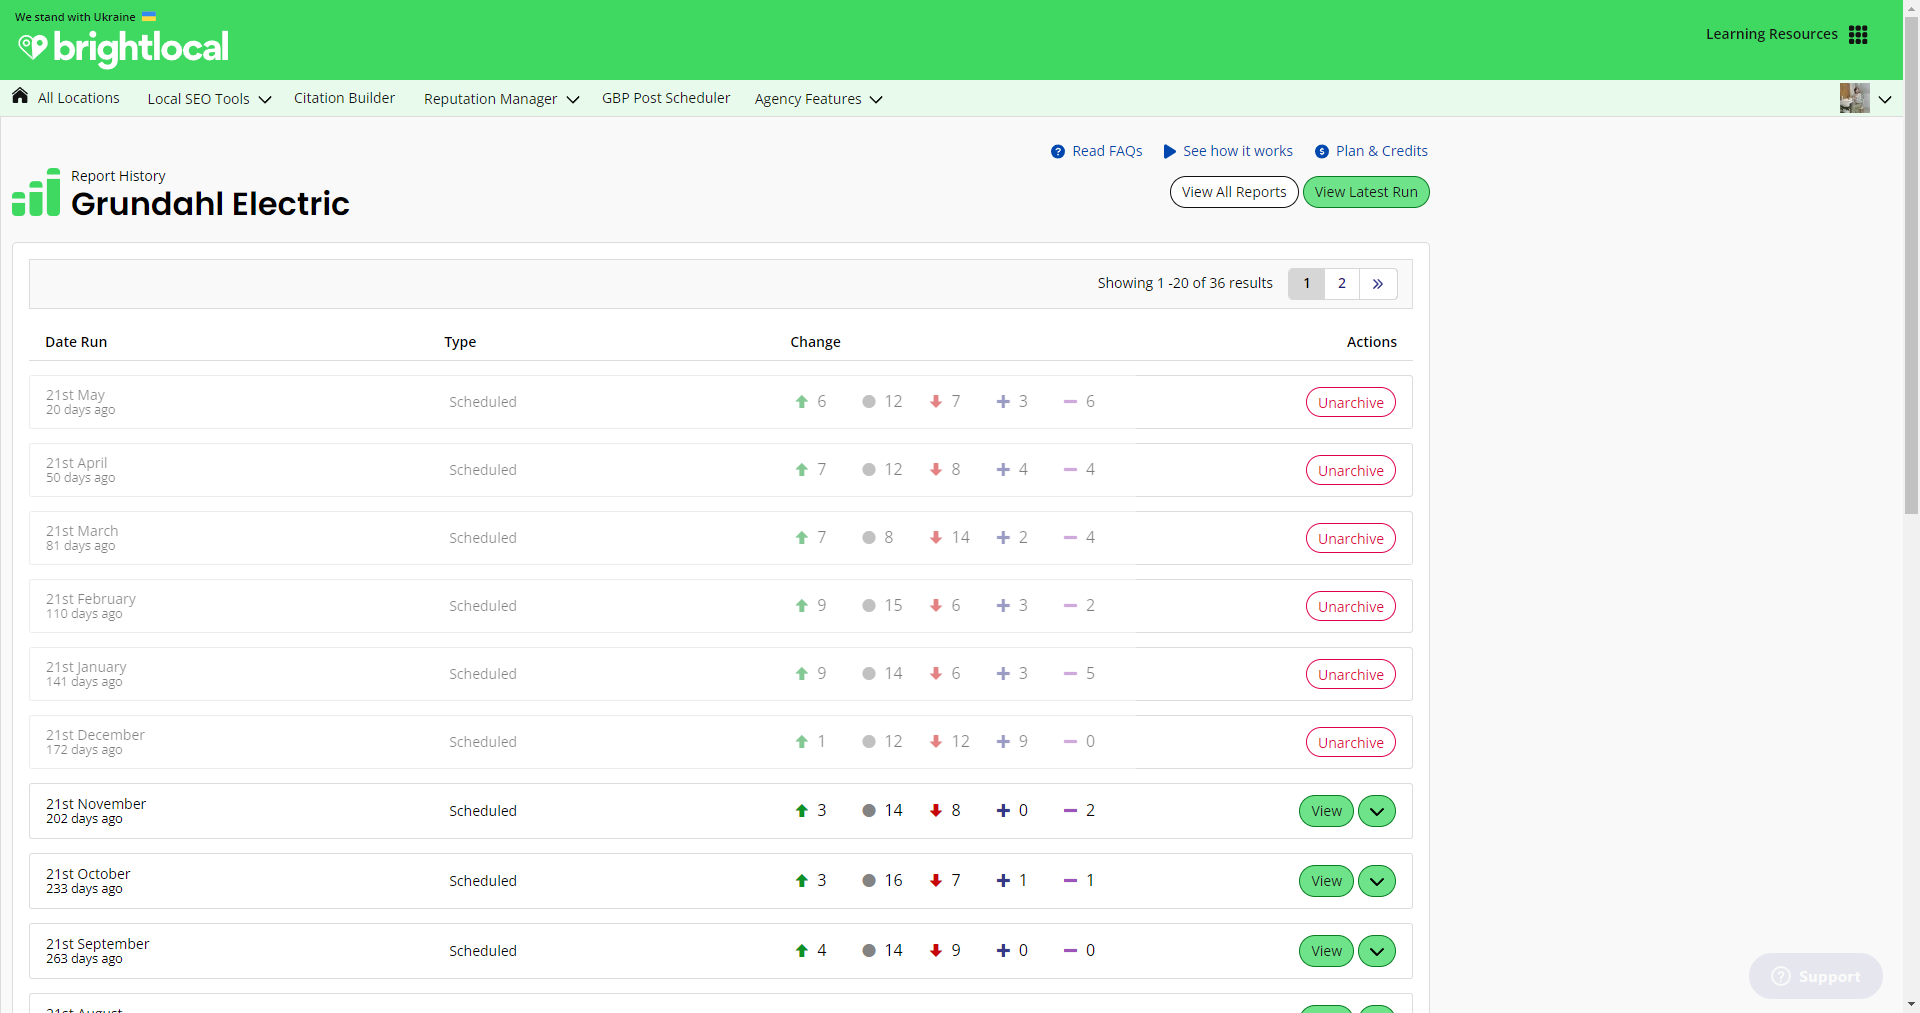 We stand with Ukraine
brightlocal
Learning Resources
All Locations Local SEO Tools Citation Builder Reputation Manager GBP Post Scheduler Agency Features
Read FAQs See how it works Plan & Credits
Report History
Grundahl Electric
View All Reports View Latest Run
Showing 1 -20 of 36 results 1 2 »
Date Run Type Change Actions
21st May
20 days ago
Scheduled 6 12 7 3 6 Unarchive
21st April
50 days ago
Scheduled 7 12 8 4 4 Unarchive
21st March
81 days ago
Scheduled 7 8 14 2 4 Unarchive
21st February
110 days ago
Scheduled 9 15 6 3 2 Unarchive
21st January
141 days ago
Scheduled 9 14 6 3 5 Unarchive
21st December
172 days ago
Scheduled 1 12 12 9 0 Unarchive
21st November
202 days ago
Scheduled 3 14 8 0 2 View
21st October
233 days ago
Scheduled 3 16 7 1 1 View
21st September
263 days ago
Scheduled 4 14 9 0 0 View
Support
21st August